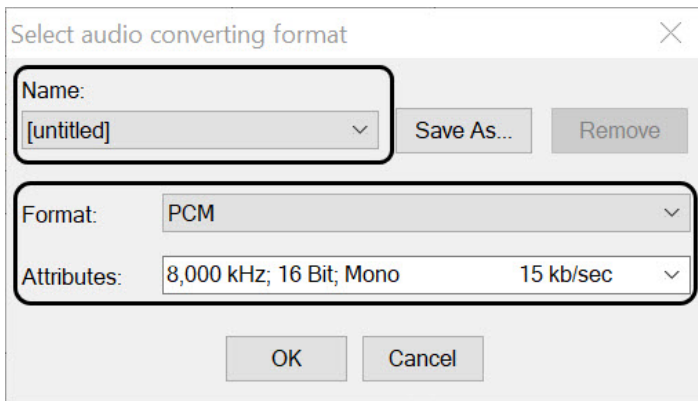 Select audio converting format
Name:
[untitled]
Save As...
Remove
Format:
PCM
Attributes:
8,000 kHz; 16 Bit; Mono 15 kb/sec
OK
Cancel